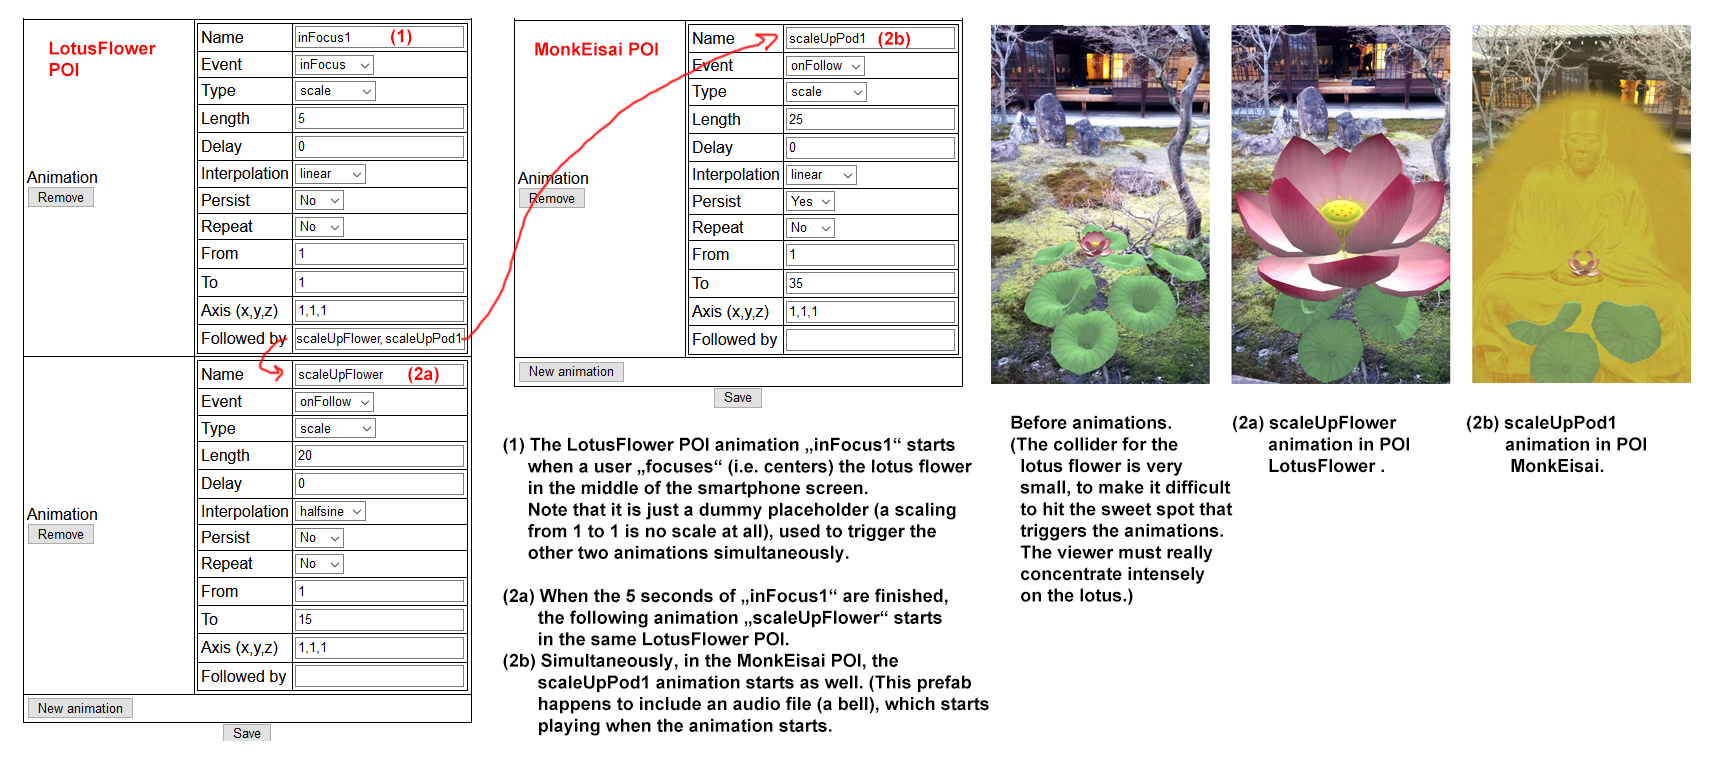 LotusFlower
POI
Animation
Remove
Name inFocus1 (1)
Event inFocus
Type scale
Length 5
Delay 0
Interpolation linear
Persist No
Repeat No
From 1
To 1
Axis (x,y,z) 1,1,1
Followed by scaleUpFlower, scaleUpPod1
Animation
Remove
Name scaleUpFlower (2a)
Event onFollow
Type scale
Length 20
Delay 0
Interpolation halfsine
Persist No
Repeat No
From 1
To 15
Axis (x,y,z) 1,1,1
Followed by
New animation
Save
MonkEisai POI
Animation
Remove
Name scaleUpPod1 (2b)
Event onFollow
Type scale
Length 25
Delay 0
Interpolation linear
Persist Yes
Repeat No
From 1
To 35
Axis (x,y,z) 1,1,1
Followed by
New animation
Save
(1) The LotusFlower POI animation „inFocus1“ starts
when a user „focuses“ (i.e. centers) the lotus flower
in the middle of the smartphone screen.
Note that it is just a dummy placeholder (a scaling
from 1 to 1 is no scale at all), used to trigger the
other two animations simultaneously.
(2a) When the 5 seconds of „inFocus1“ are finished,
the following animation „scaleUpFlower“ starts
in the same LotusFlower POI.
(2b) Simultaneously, in the MonkEisai POI, the
scaleUpPod1 animation starts as well. (This prefab
happens to include an audio file (a bell), which starts
playing when the animation starts.
Before animations.
(The collider for the
lotus flower is very
small, to make it difficult
to hit the sweet spot that
triggers the animations.
The viewer must really
concentrate intensely
on the lotus.)
(2a) scaleUpFlower
animation in POI
LotusFlower .
(2b) scaleUpPod1
animation in POI
MonkEisai.